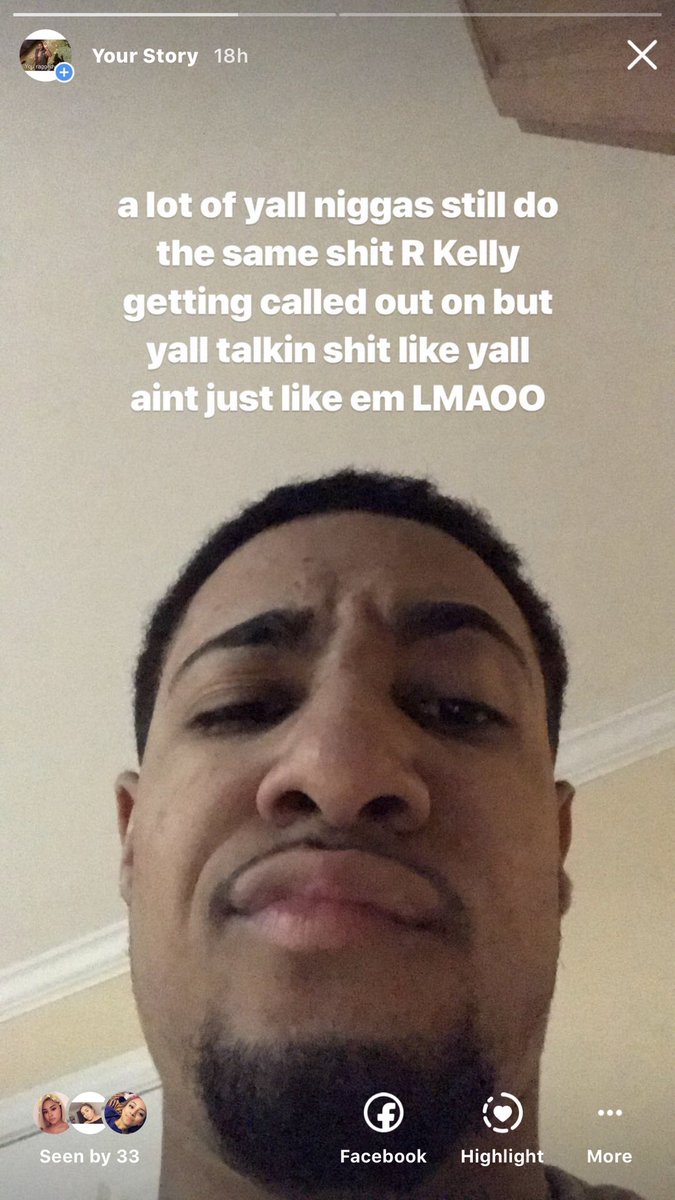 Your Story 18h
a lot of yall niggas still do
the same shit R Kelly
getting called out on but
yall talkin shit like yall
aint just like em LMAOO
Seen by 33
Facebook
Highlight
More